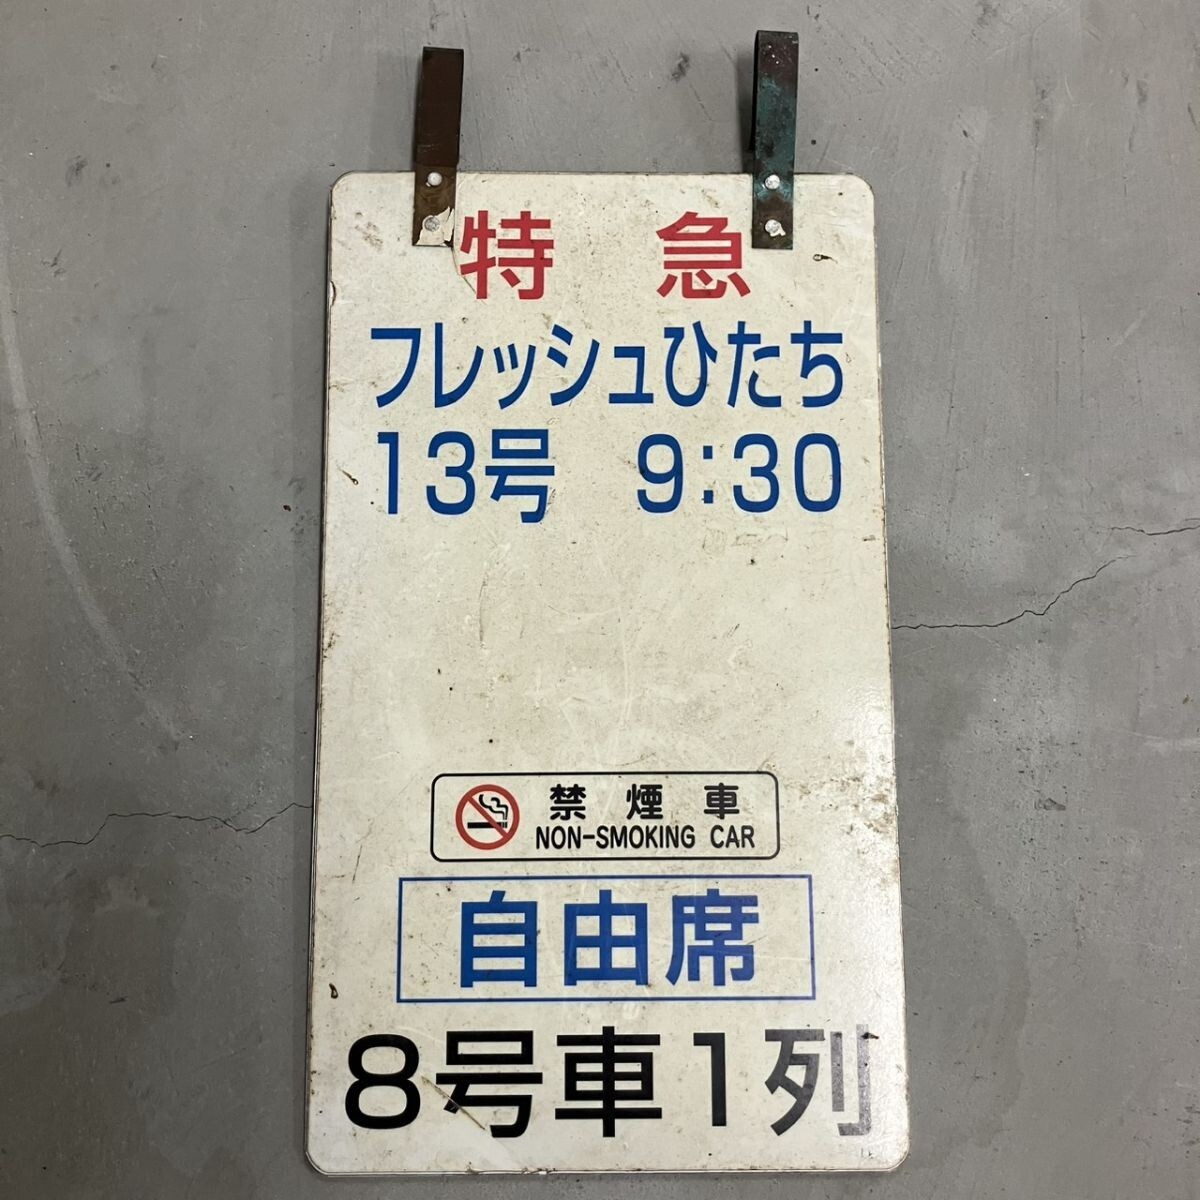 特 急
フレッシュひたち
13号 9:30
禁煙車
NON-SMOKING CAR
自由席
8号車1列